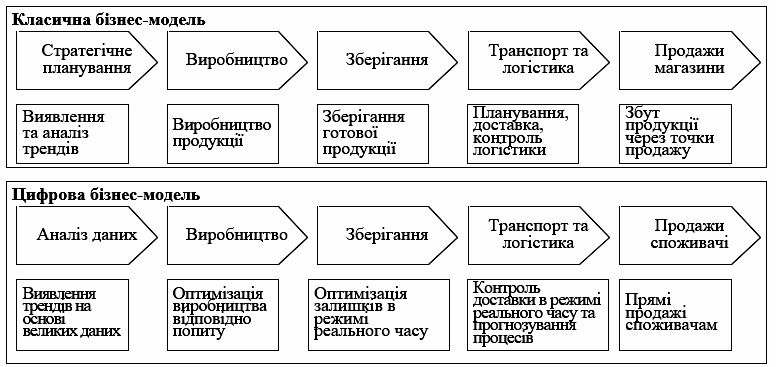 Класична бізнес-модель
Стратегічне
планування
Виробництво
Зберігання
Транспорт та
логістика
Продажи
магазини
Виявлення
та аналіз
трендів
Виробництво
продукції
Зберігання
готової
продукції
Планування,
доставка,
контроль
логістики
Збут
продукції
через точки
продажу
Цифрова бізнес-модель
Аналіз даних
Виробництво
Зберігання
Транспорт та
логістика
Продажи
споживачі
Виявлення
трендів на
основі
великих даних
Оптимізація
виробництва
відповідно
попиту
Оптимізація
залишків в
режимі
реального часу
Контроль
доставки в режимі
реального часу та
прогнозування
процесів
Прямі
продажі
споживачам